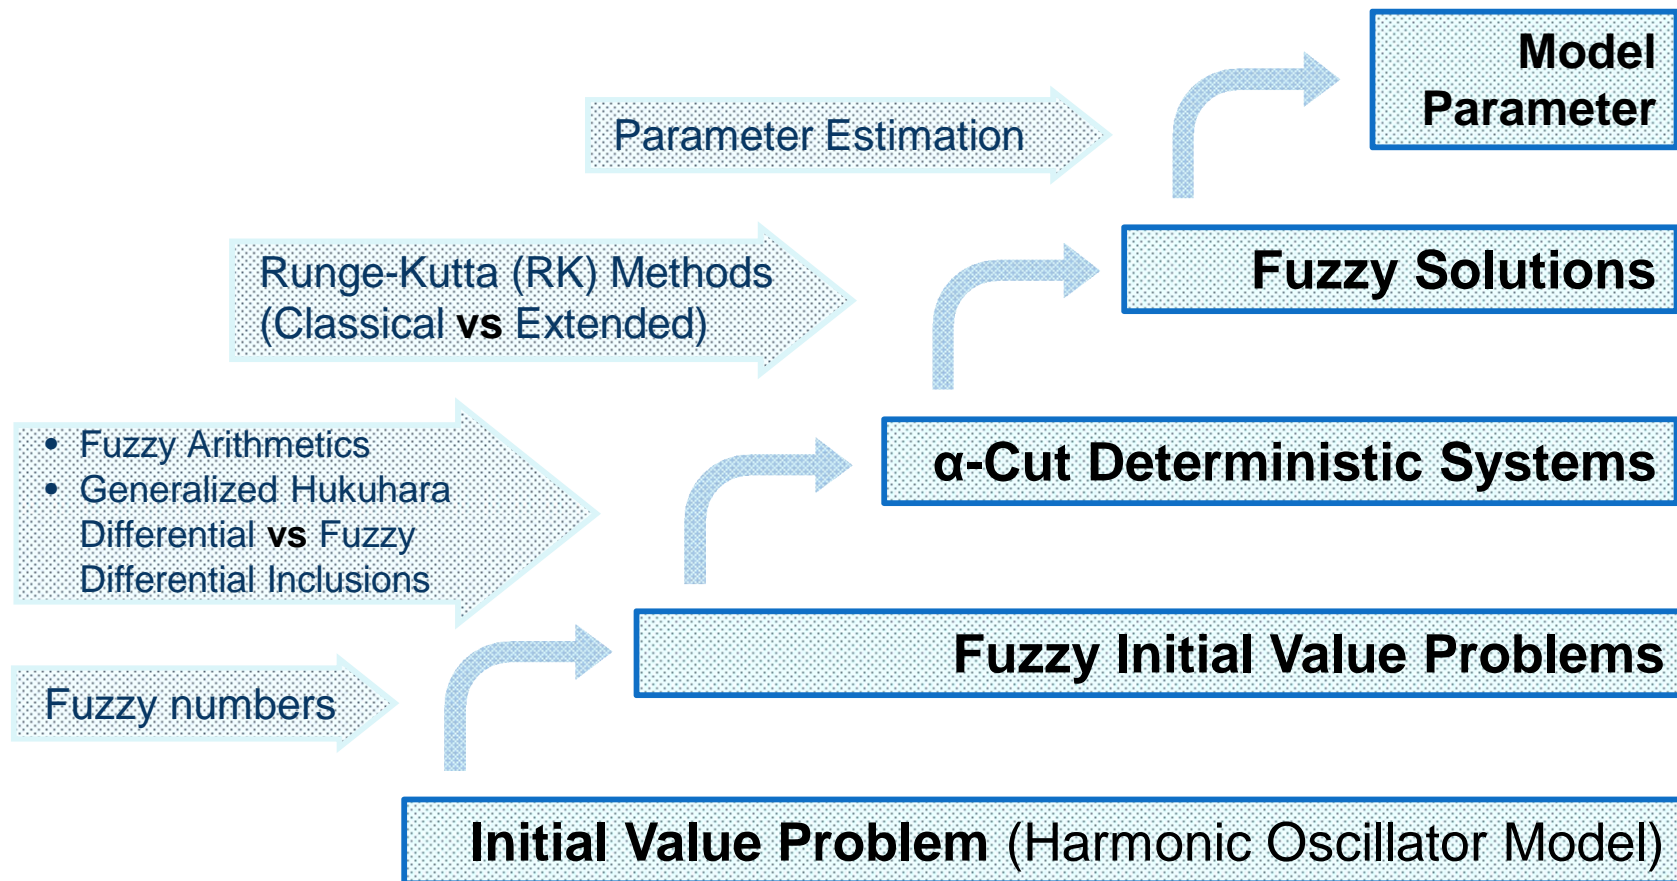 Model
Parameter
Parameter Estimation
Fuzzy Solutions
Runge-Kutta (RK) Methods
(Classical vs Extended)
α-Cut Deterministic Systems
• Fuzzy Arithmetics
• Generalized Hukuhara
Differential vs Fuzzy
Differential Inclusions
Fuzzy Initial Value Problems
Fuzzy numbers
Initial Value Problem (Harmonic Oscillator Model)